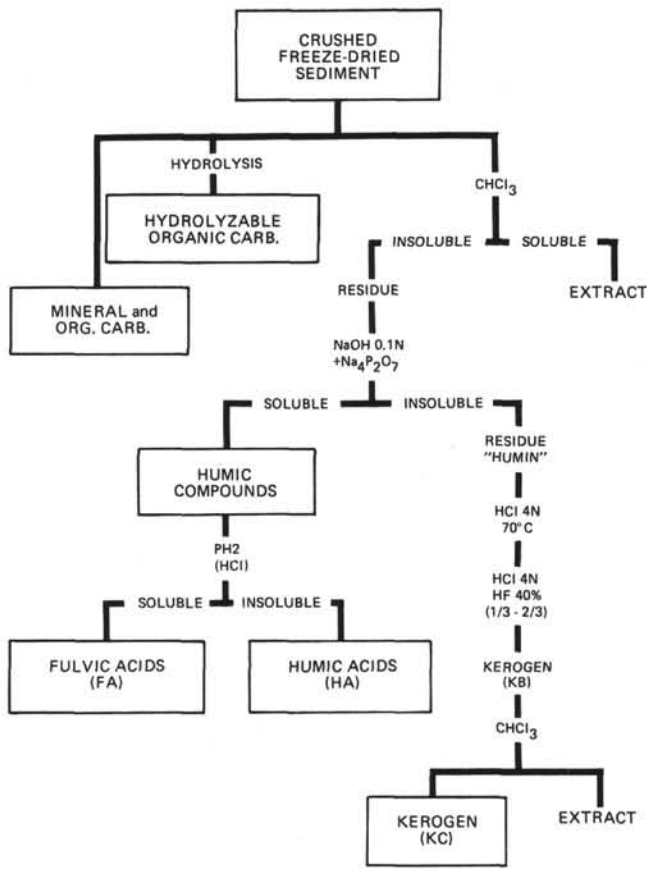 CRUSHED
FREEZE-DRIED
SEDIMENT
HYDROLYSIS
CHCl₃
HYDROLYZABLE
ORGANIC CARB.
INSOLUBLE
SOLUBLE
MINERAL and
ORG. CARB.
RESIDUE
EXTRACT
NaOH 0.1N
+Na₄P₂O₇
SOLUBLE
INSOLUBLE
HUMIC
COMPOUNDS
RESIDUE
"HUMIN"
PH2
(HCl)
HCl 4N
70°C
SOLUBLE
INSOLUBLE
HCl 4N
HF 40%
(1/3 - 2/3)
FULVIC ACIDS
(FA)
HUMIC ACIDS
(HA)
KEROGEN
(KB)
CHCl₃
KEROGEN
(KC)
EXTRACT